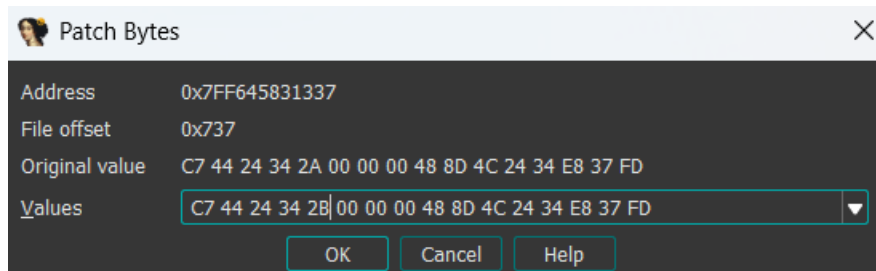 Patch Bytes
Address 0x7FF645831337
File offset 0x737
Original value C7 44 24 34 2A 00 00 00 48 8D 4C 24 34 E8 37 FD
Values C7 44 24 34 2B 00 00 00 48 8D 4C 24 34 E8 37 FD
OK Cancel Help